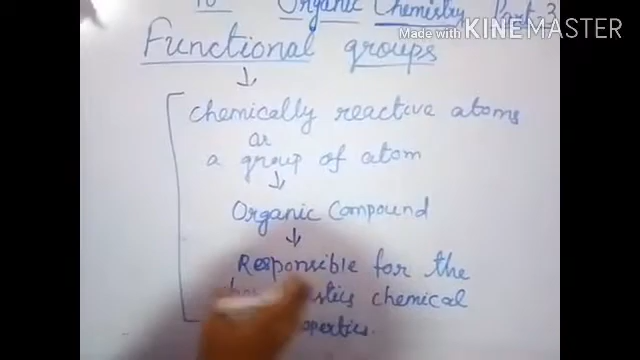 Organic Chemistry Part 3
Made with KINEMASTER
Functional groups
chemically reactive atoms
or
a group of atom
Organic Compound
Responsible for the
chemical